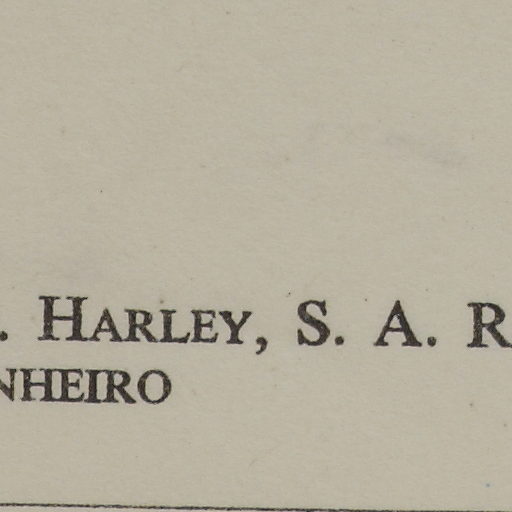 . HARLEY, S. A. R
NHEIRO